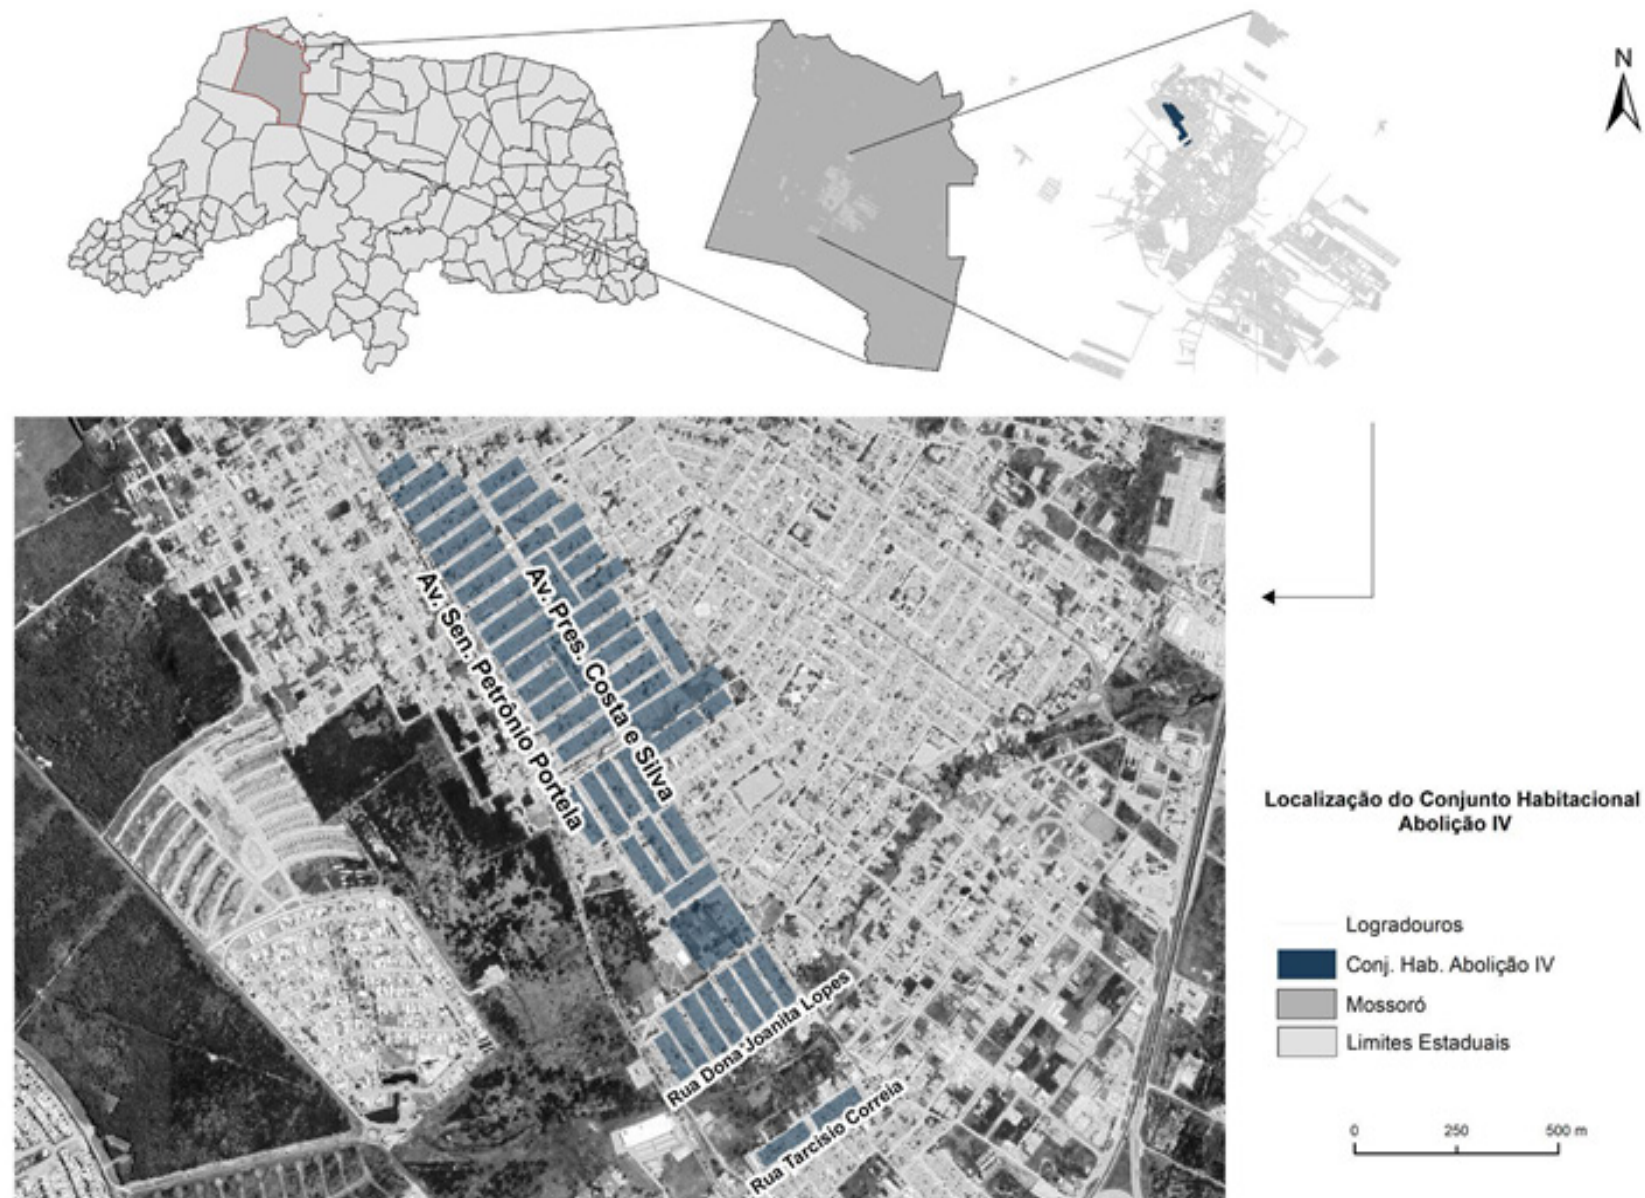 N
Av. Pres. Costa e Silva
Av. Sen. Petrônio Portela
Rua Dona Joanita Lopes
Rua Tarcisio Correia
Localização do Conjunto Habitacional
Abolição IV
Logradouros
Conj. Hab. Abolição IV
Mossoró
Limites Estaduais
0 250 500 m